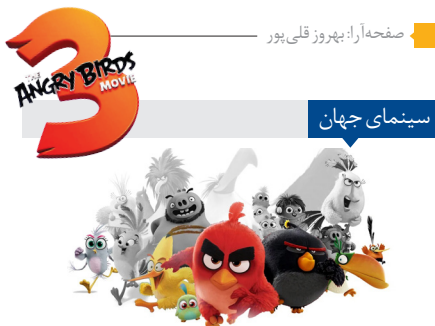 صفحه‌آرا: بهروز قلی‌پور
THE
ANGRY BIRDS
MOVIE
3
سینمای جهان